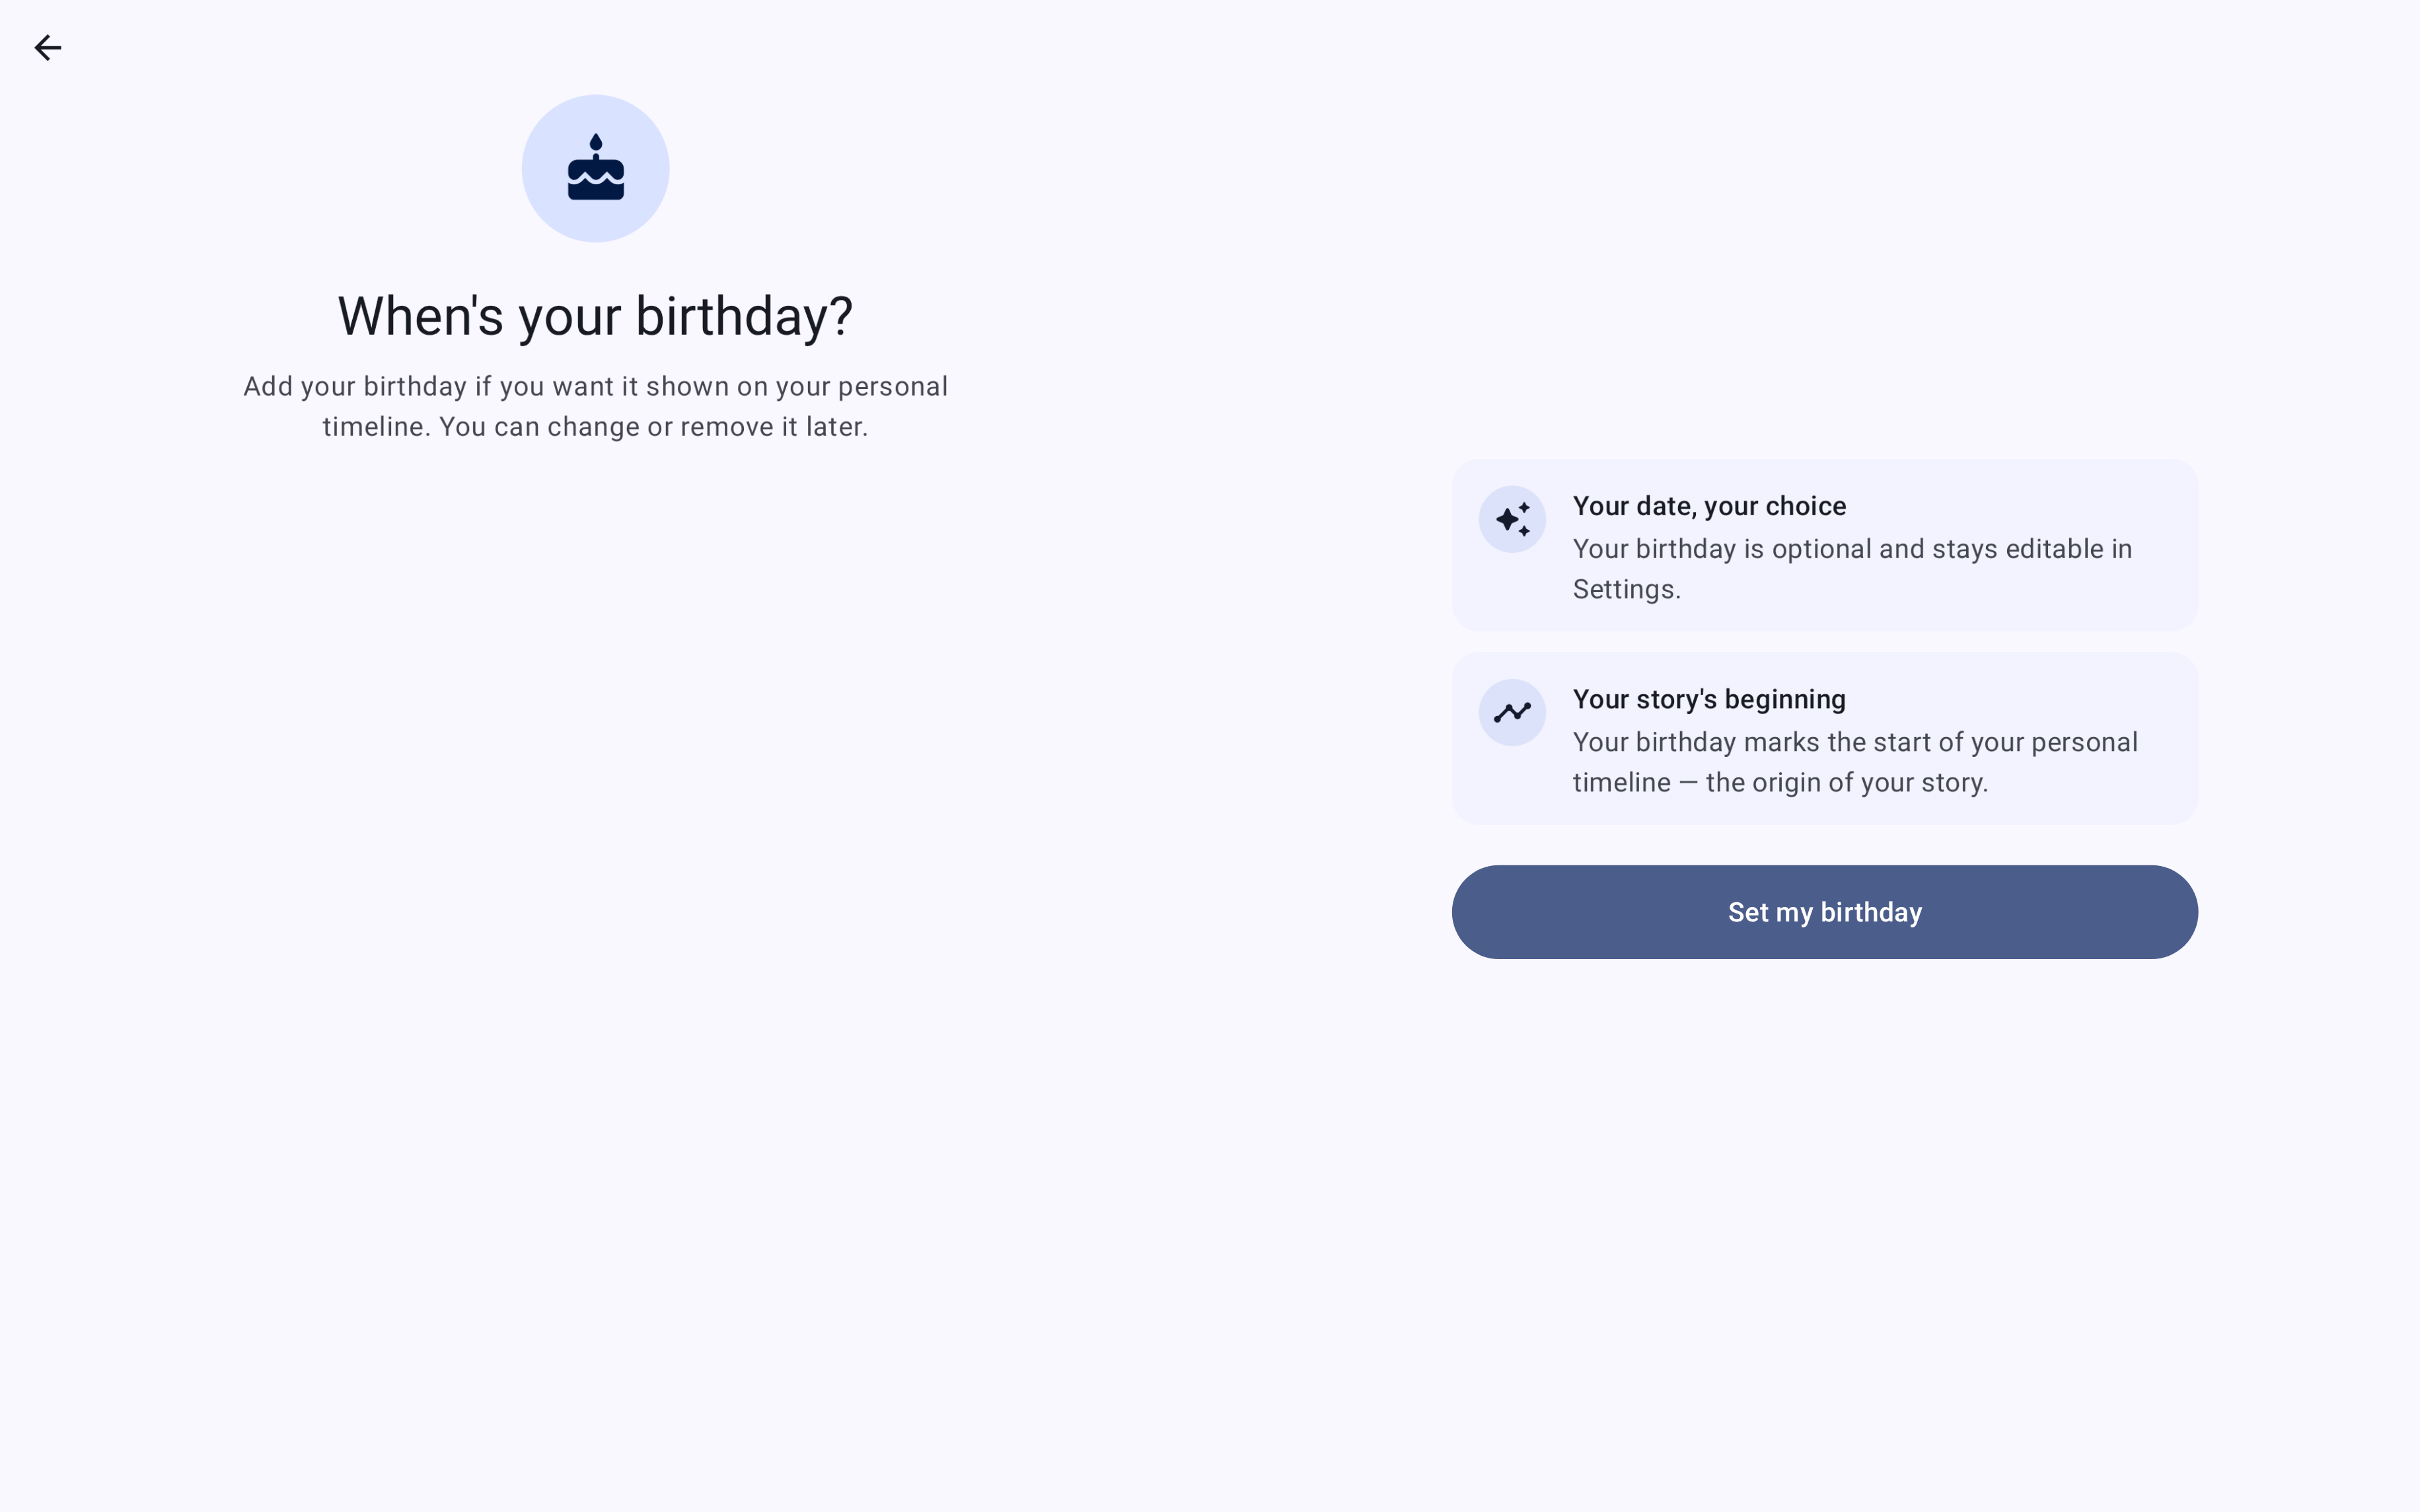 When's your birthday?
Add your birthday if you want it shown on your personal
timeline. You can change or remove it later.
Your date, your choice
Your birthday is optional and stays editable in
Settings.
Your story's beginning
Your birthday marks the start of your personal
timeline — the origin of your story.
Set my birthday